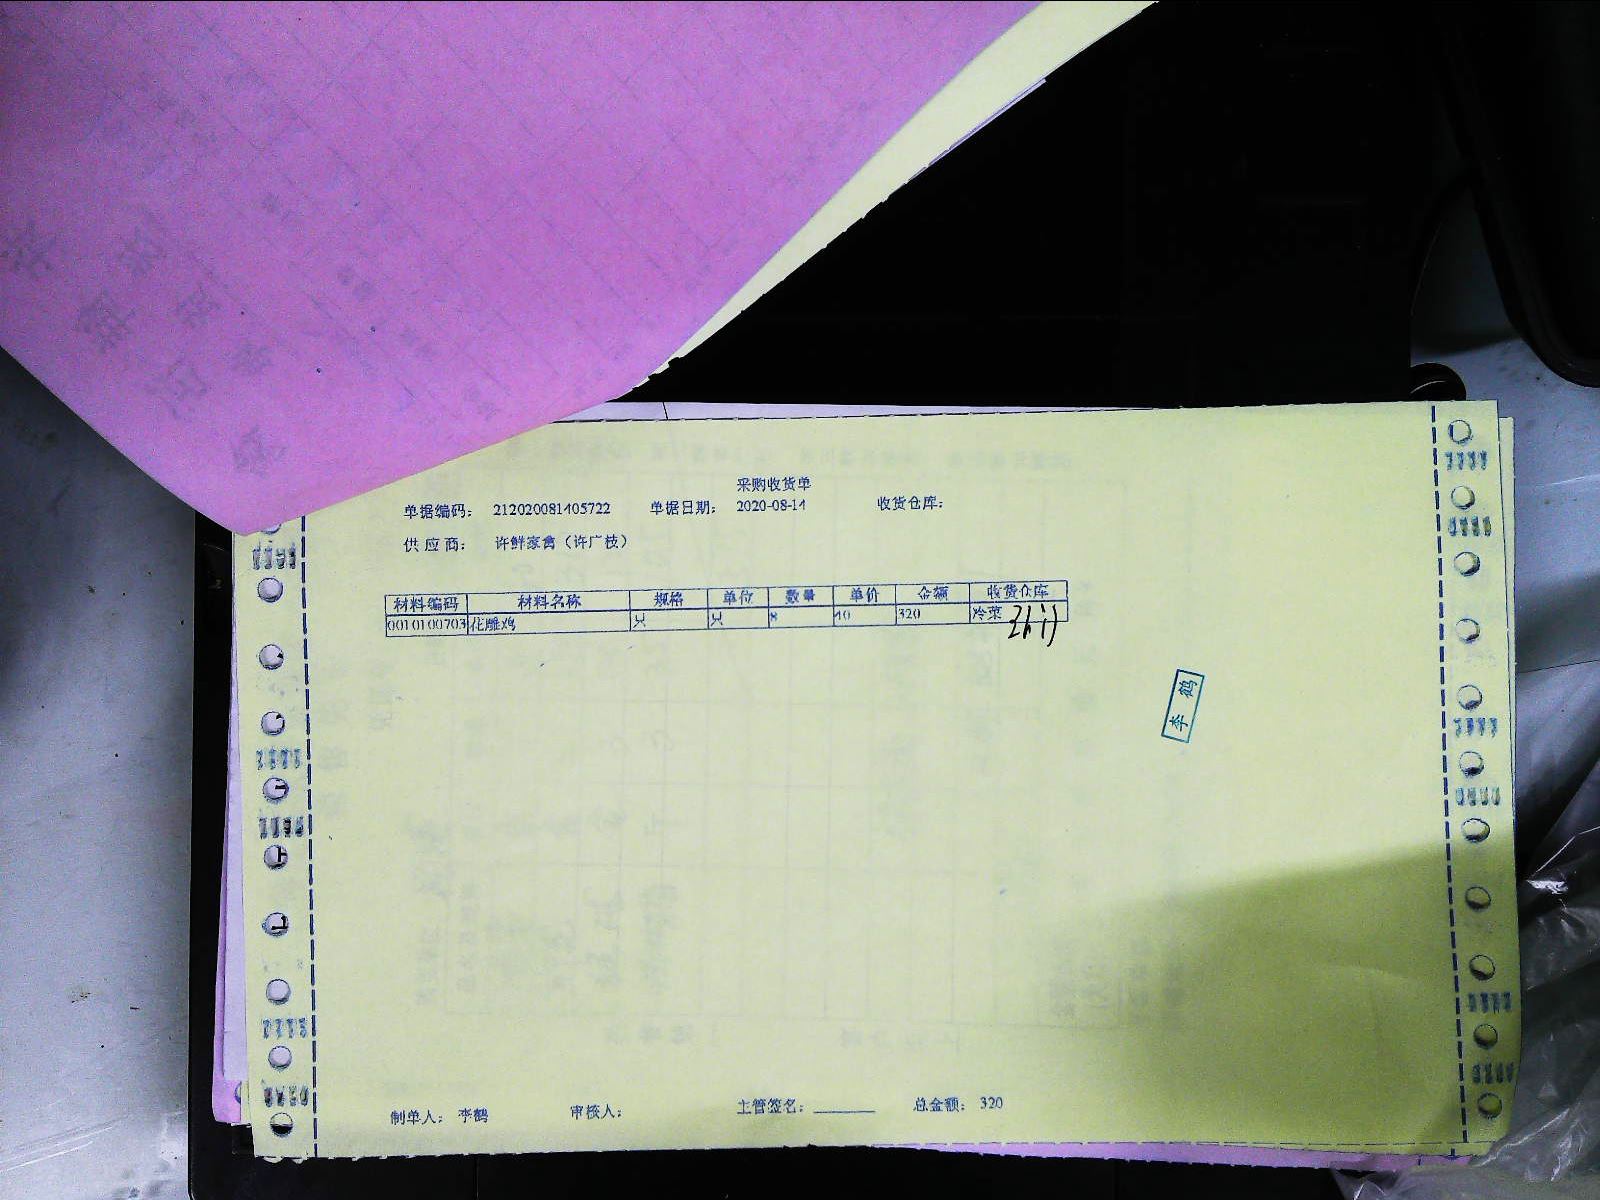 采购收货单
单据编码： 212020081405722 单据日期： 2020-08-14 收货仓库：
供 应 商： 许鲜家禽（许广枝）
材料编码 材料名称 规格 单位 数量 单价 金额 收货仓库
0010100703 花雕鸡 只 只 8 40 320 冷菜
李鹤
制单人： 李鹤 审核人： 主管签名：______ 总金额： 320